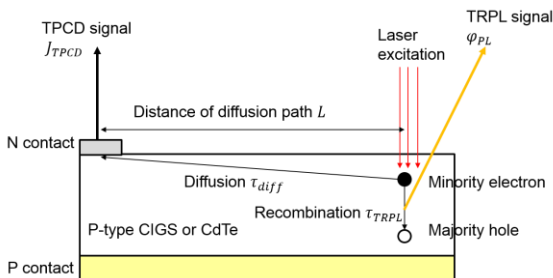 TPCD signal
J_TPCD
Laser
excitation
TRPL signal
φ_PL
Distance of diffusion path L
N contact
Diffusion τ_diff
Minority electron
Recombination τ_TRPL
P-type CIGS or CdTe
Majority hole
P contact